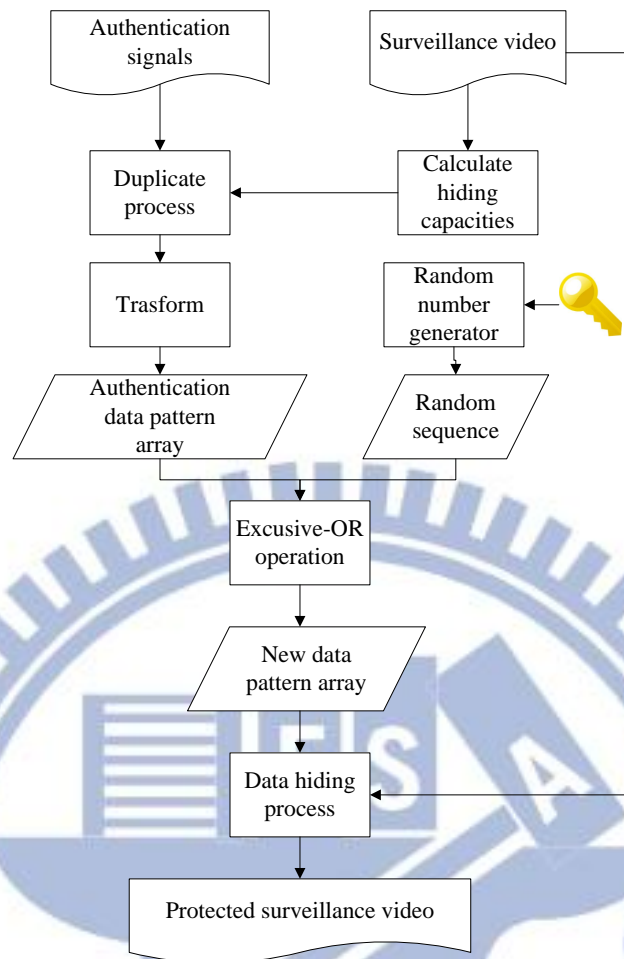 Authentication
signals
Surveillance video
Duplicate
process
Calculate
hiding
capacities
Trasform
Random
number
generator
Authentication
data pattern
array
Random
sequence
Excusive-OR
operation
New data
pattern array
E S A
Data hiding
process
Protected surveillance video